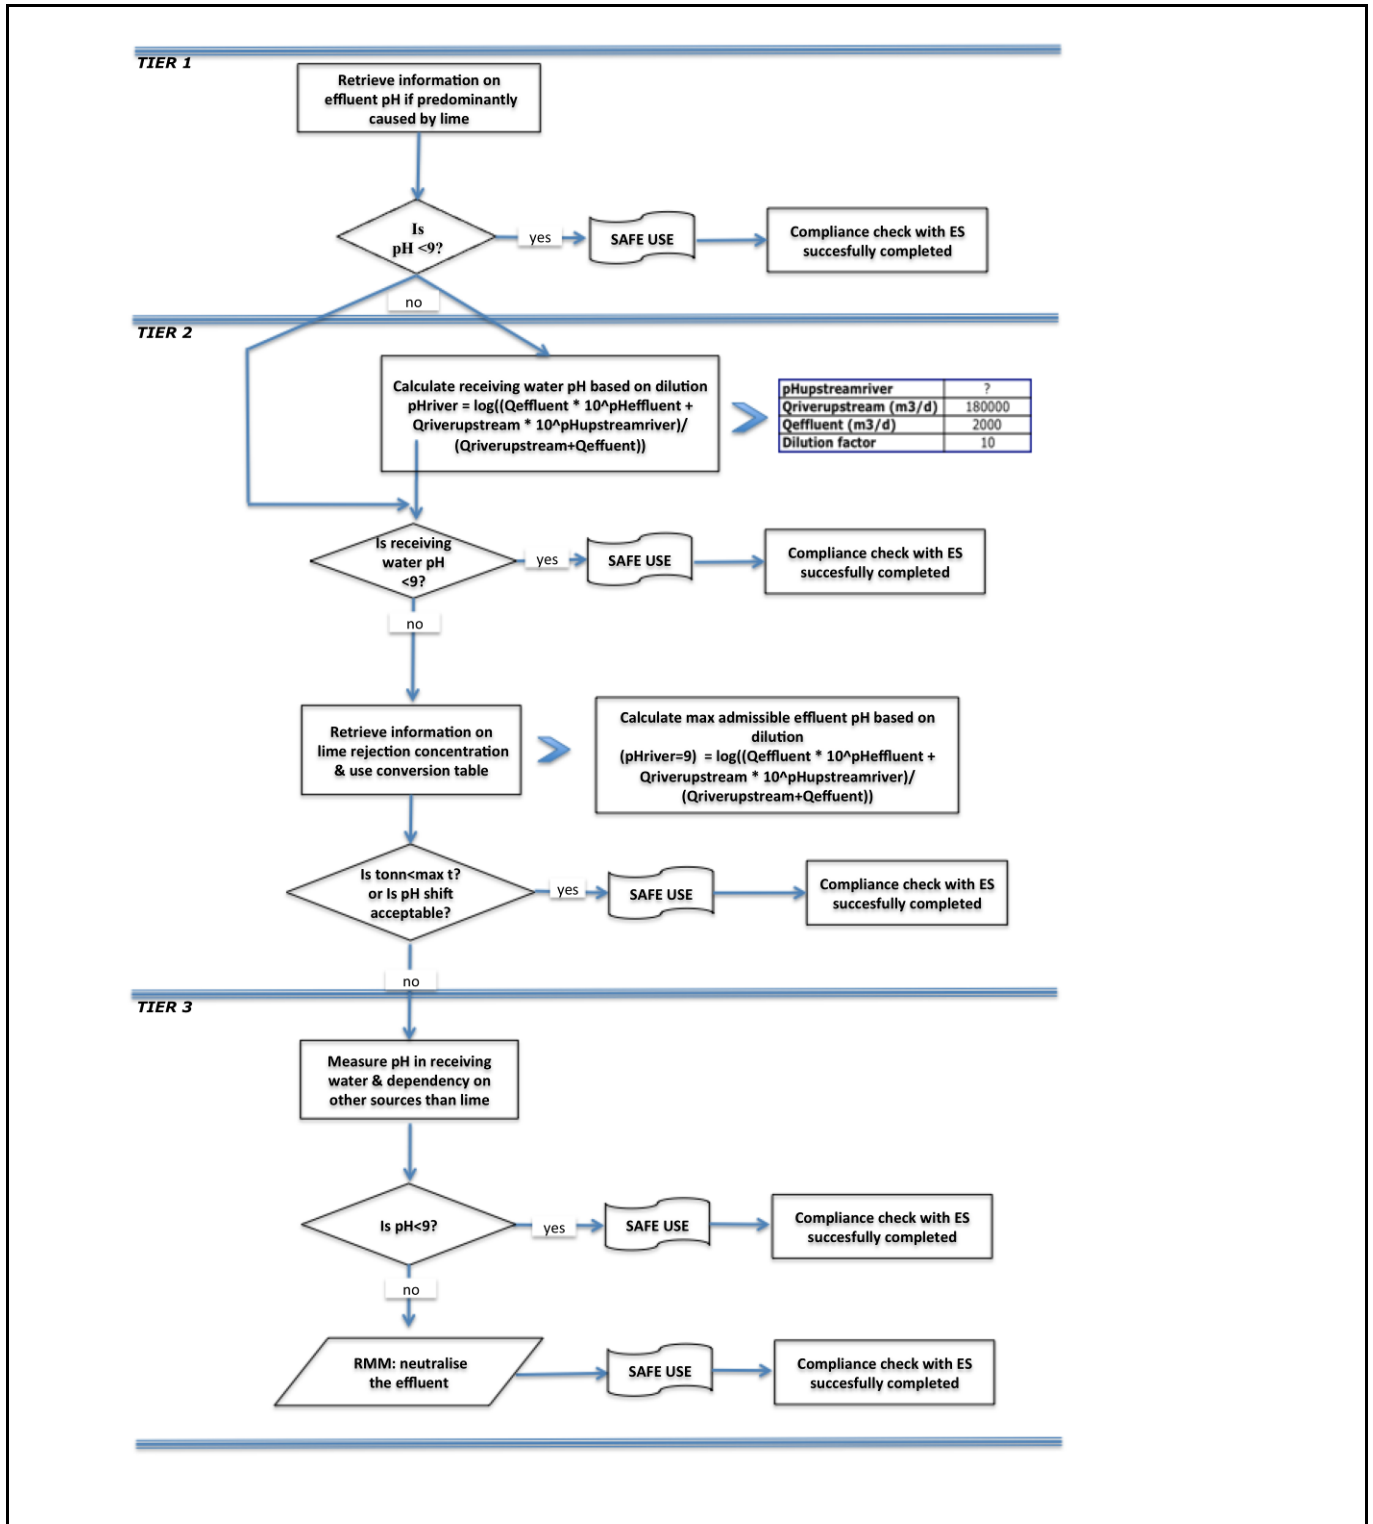 TIER 1
Retrieve information on
effluent pH if predominantly
caused by lime
Is
pH <9?
yes
SAFE USE
Compliance check with ES
succesfully completed
no
TIER 2
Calculate receiving water pH based on dilution
pHriver = log((Qeffluent * 10^pHeffluent +
Qriverupstream * 10^pHupstreamriver)/
(Qriverupstream+Qeffuent))
pHupstreamriver ?
Qriverupstream (m3/d) 180000
Qeffluent (m3/d) 2000
Dilution factor 10
Is receiving
water pH
<9?
yes
SAFE USE
Compliance check with ES
succesfully completed
no
Retrieve information on
lime rejection concentration
& use conversion table
Calculate max admissible effluent pH based on
dilution
(pHriver=9) = log((Qeffluent * 10^pHeffluent +
Qriverupstream * 10^pHupstreamriver)/
(Qriverupstream+Qeffuent))
Is tonn<max t?
or Is pH shift
acceptable?
yes
SAFE USE
Compliance check with ES
succesfully completed
no
TIER 3
Measure pH in receiving
water & dependency on
other sources than lime
Is pH<9?
yes
SAFE USE
Compliance check with ES
succesfully completed
no
RMM: neutralise
the effluent
SAFE USE
Compliance check with ES
succesfully completed